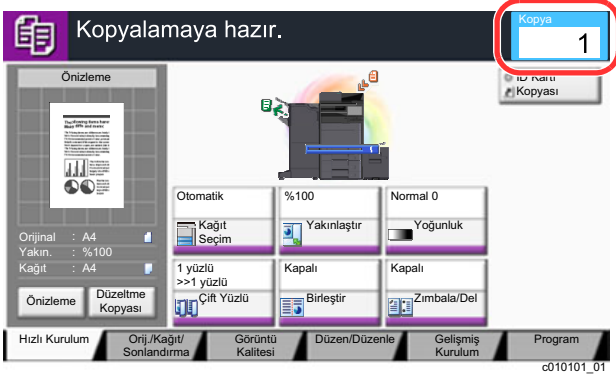 Kopyalamaya hazır.
Kopya
1
ID Kartı
Kopyası
Önizleme
Orijinal : A4
Yakın. : %100
Kağıt : A4
Önizleme
Düzeltme
Kopyası
Otomatik
Kağıt
Seçim
%100
Yakınlaştır
Normal 0
Yoğunluk
1 yüzlü
>>1 yüzlü
Çift Yüzlü
Kapalı
Birleştir
Kapalı
Zımbala/Del
Hızlı Kurulum
Orij./Kağıt/
Sonlandırma
Görüntü
Kalitesi
Düzen/Düzenle
Gelişmiş
Kurulum
Program
c010101_01